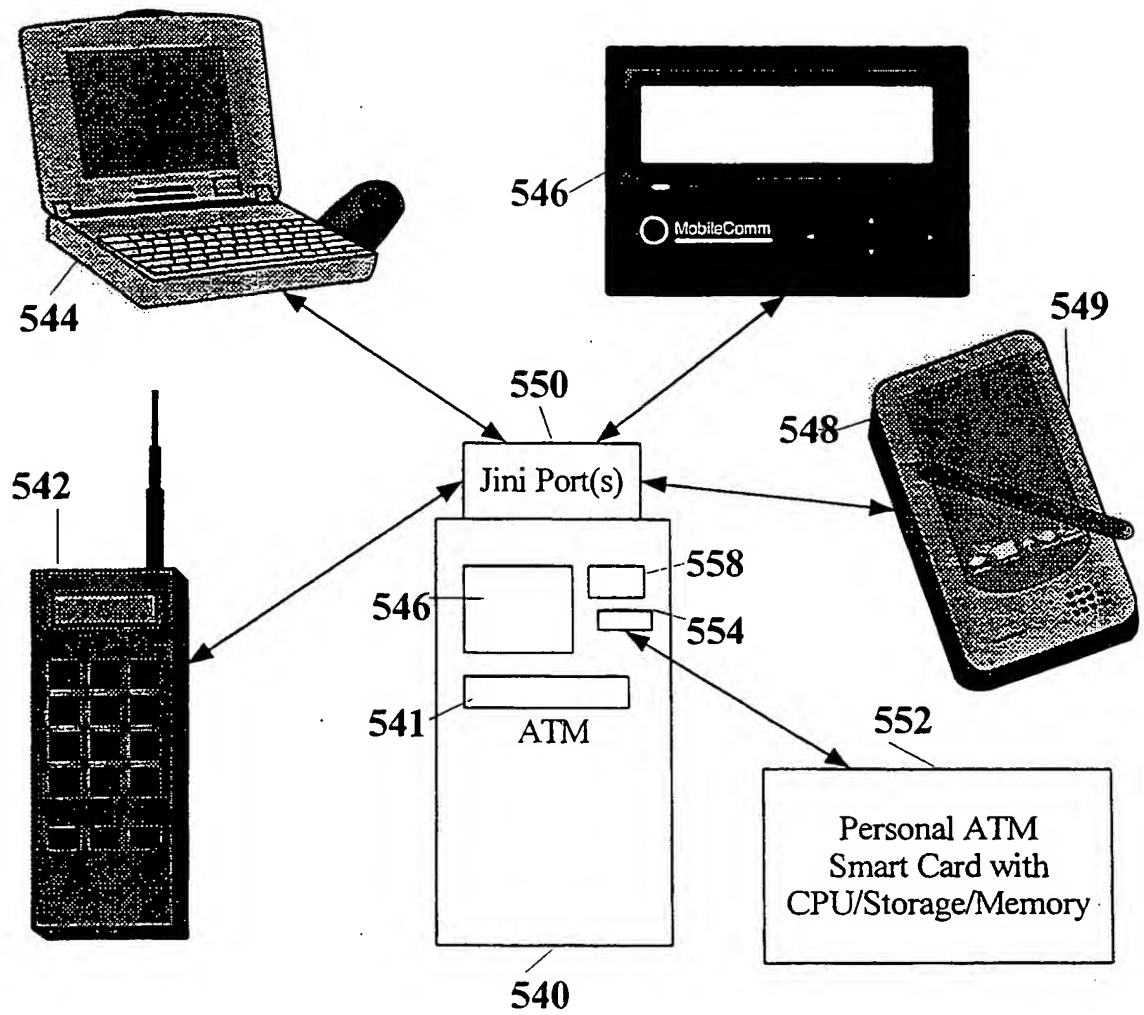 546
MobileComm
544
549
550
548
Jini Port(s)
542
558
546
554
541
ATM
552
Personal ATM
Smart Card with
CPU/Storage/Memory
540